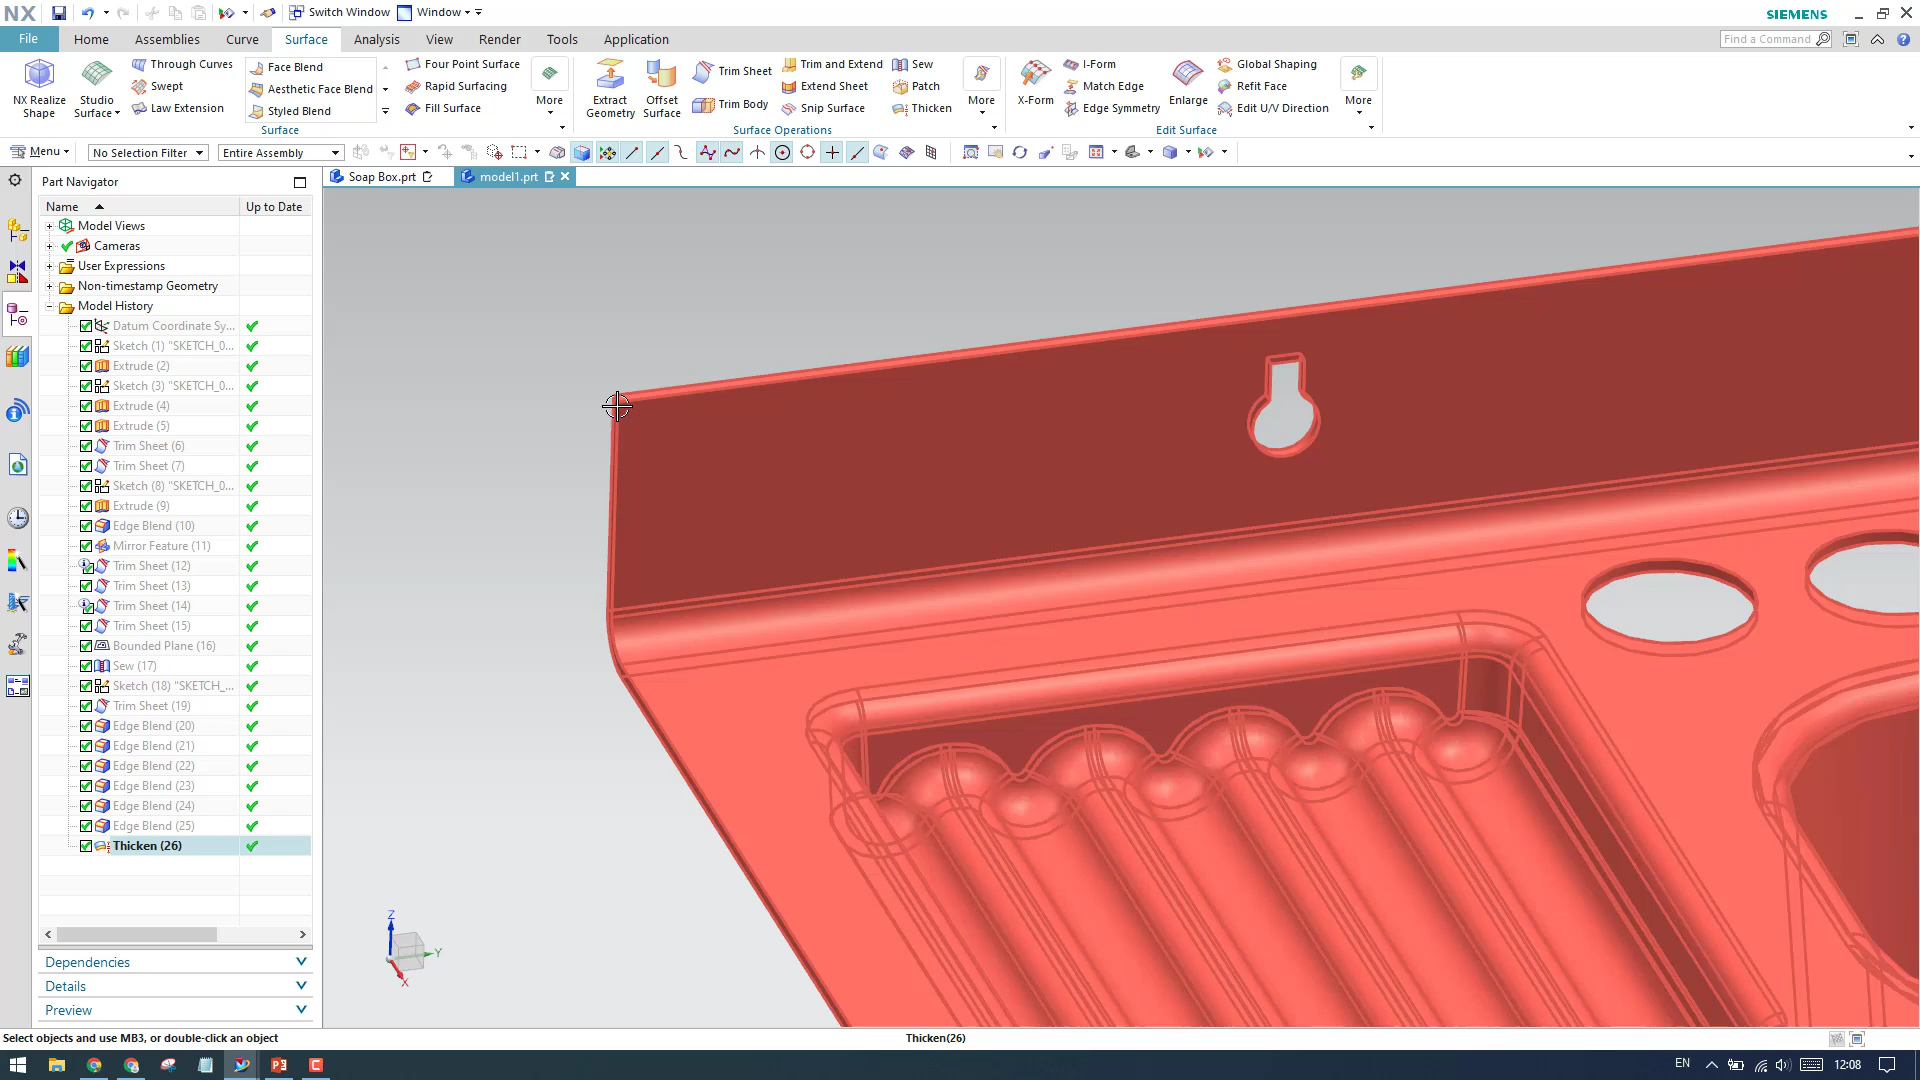 NX Switch Window Window SIEMENS
File Home Assemblies Curve Surface Analysis View Render Tools Application Find a Command
NX Realize Shape
Studio Surface
Through Curves
Swept
Law Extension
Face Blend
Aesthetic Face Blend
Styled Blend
Four Point Surface
Rapid Surfacing
Fill Surface
More
Surface
Extract Geometry
Offset Surface
Trim Sheet
Trim Body
Trim and Extend
Extend Sheet
Snip Surface
Sew
Patch
Thicken
More
Surface Operations
X-Form
I-Form
Match Edge
Edge Symmetry
Enlarge
Global Shaping
Refit Face
Edit U/V Direction
More
Edit Surface
Menu No Selection Filter Entire Assembly
Part Navigator
Soap Box.prt model1.prt
Name Up to Date
Model Views
Cameras
User Expressions
Non-timestamp Geometry
Model History
Datum Coordinate Sy...
Sketch (1) "SKETCH_0...
Extrude (2)
Sketch (3) "SKETCH_0...
Extrude (4)
Extrude (5)
Trim Sheet (6)
Trim Sheet (7)
Sketch (8) "SKETCH_0...
Extrude (9)
Edge Blend (10)
Mirror Feature (11)
Trim Sheet (12)
Trim Sheet (13)
Trim Sheet (14)
Trim Sheet (15)
Bounded Plane (16)
Sew (17)
Sketch (18) "SKETCH_...
Trim Sheet (19)
Edge Blend (20)
Edge Blend (21)
Edge Blend (22)
Edge Blend (23)
Edge Blend (24)
Edge Blend (25)
Thicken (26)
Z
Y
X
Dependencies
Details
Preview
Select objects and use MB3, or double-click an object Thicken(26)
EN 12:08